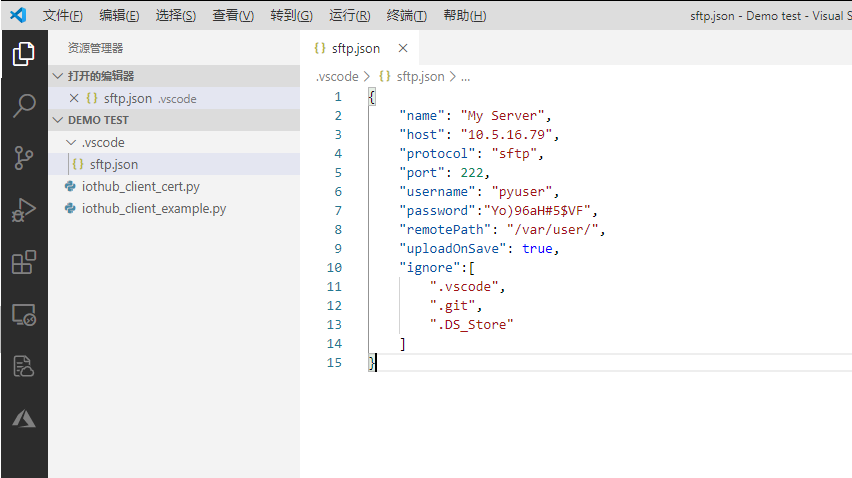 文件(F) 编辑(E) 选择(S) 查看(V) 转到(G) 运行(R) 终端(T) 帮助(H) sftp.json - Demo test - Visual S
资源管理器
打开的编辑器
{} sftp.json .vscode
DEMO TEST
.vscode
{} sftp.json
iothub_client_cert.py
iothub_client_example.py
{} sftp.json
.vscode > {} sftp.json > ...
1 {
2 "name": "My Server",
3 "host": "10.5.16.79",
4 "protocol": "sftp",
5 "port": 222,
6 "username": "pyuser",
7 "password":"Yo)96aH#5$VF",
8 "remotePath": "/var/user/",
9 "uploadOnSave": true,
10 "ignore":[
11 ".vscode",
12 ".git",
13 ".DS_Store"
14 ]
15 }